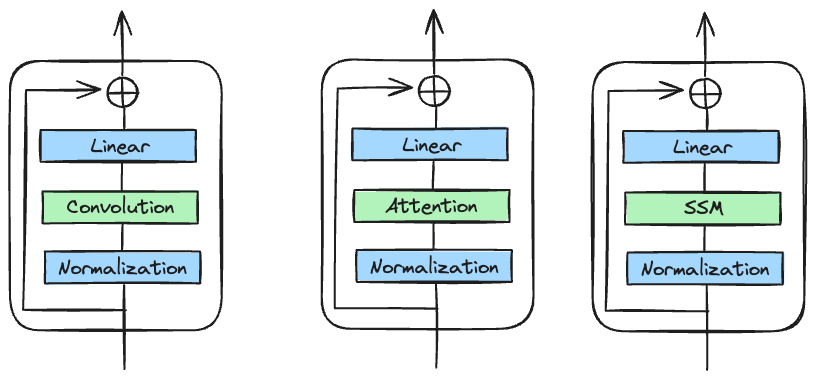 Linear
Convolution
Normalization
Linear
Attention
Normalization
Linear
SSM
Normalization